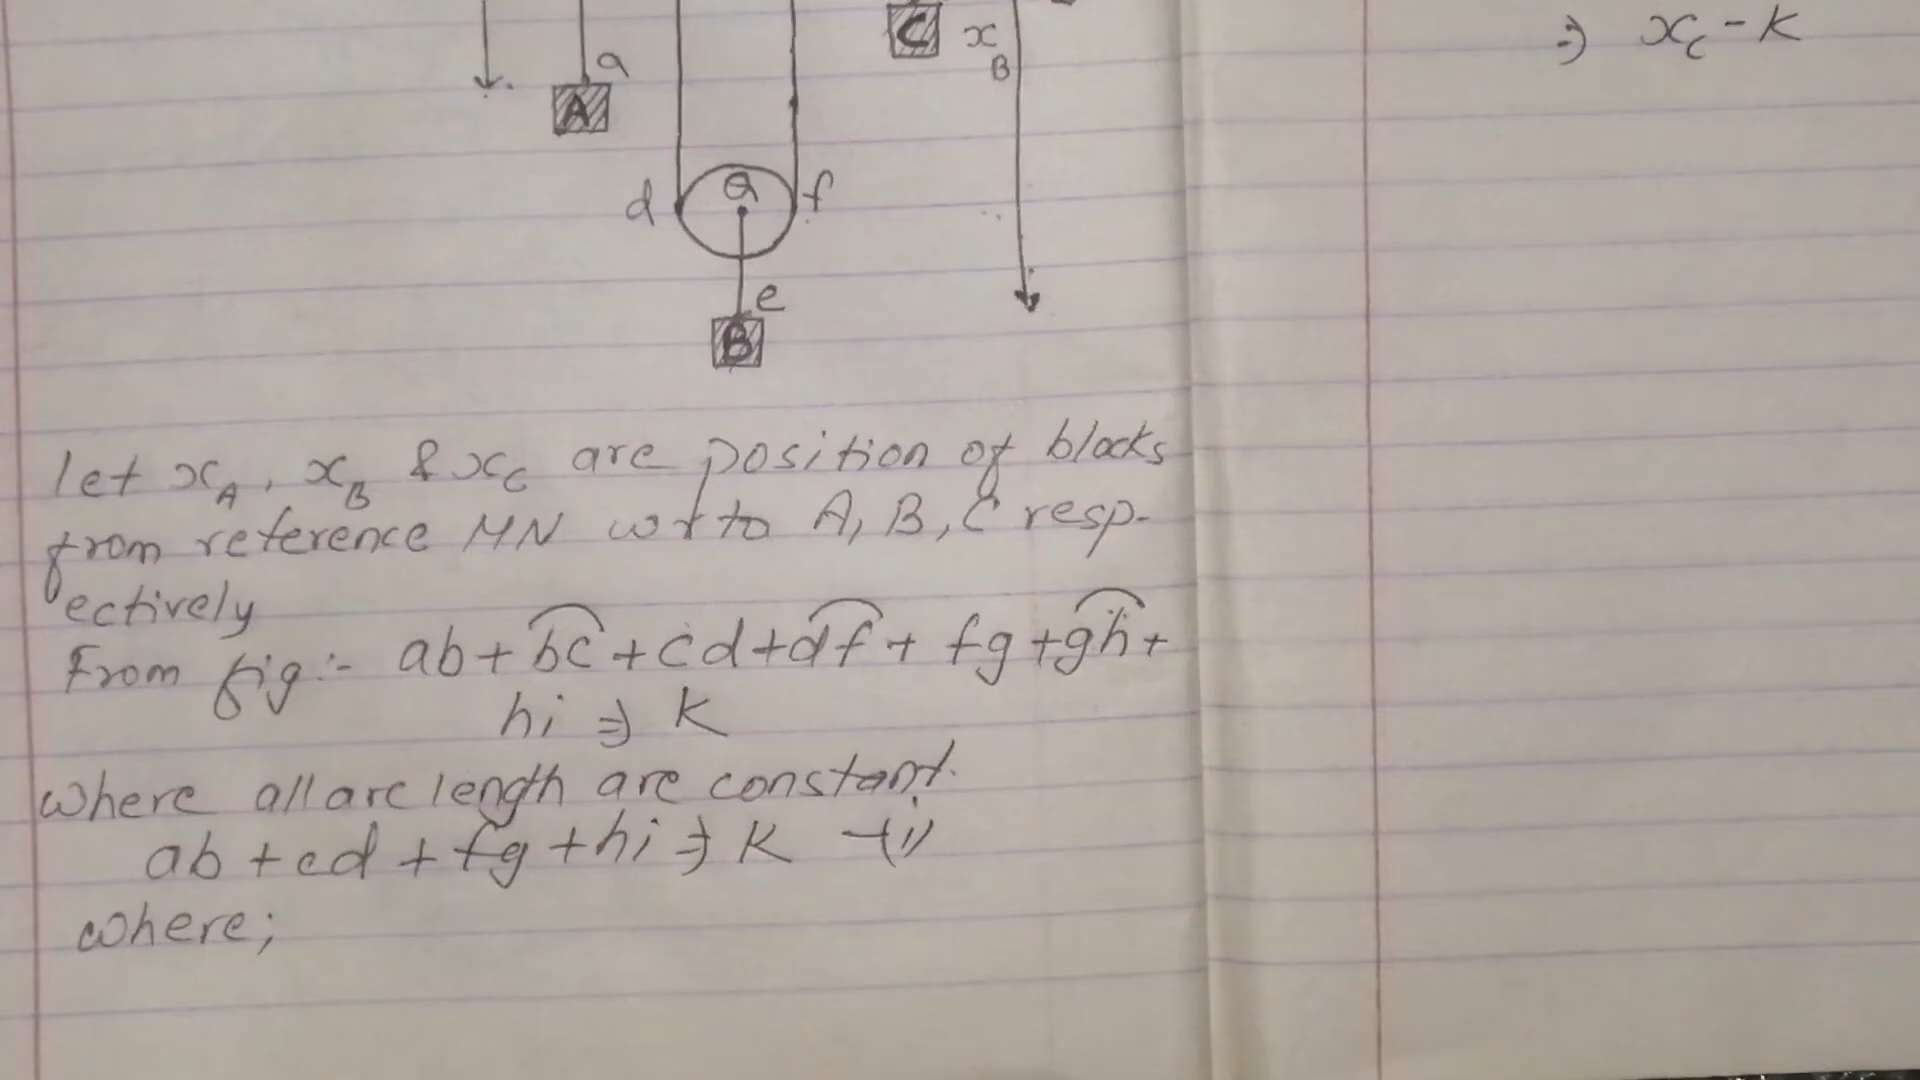 C
x
B
a
A
Q
d
f
e
B
let x_A, x_B & x_C are position of blocks
from reference MN wrto A, B, C resp-
ectively
From fig:- ab + bc + cd + df + fg + gh +
hi ⇒ K
where all arc length are constant.
ab + cd + fg + hi ⇒ K -(i)
where;
⇒ x_C - K